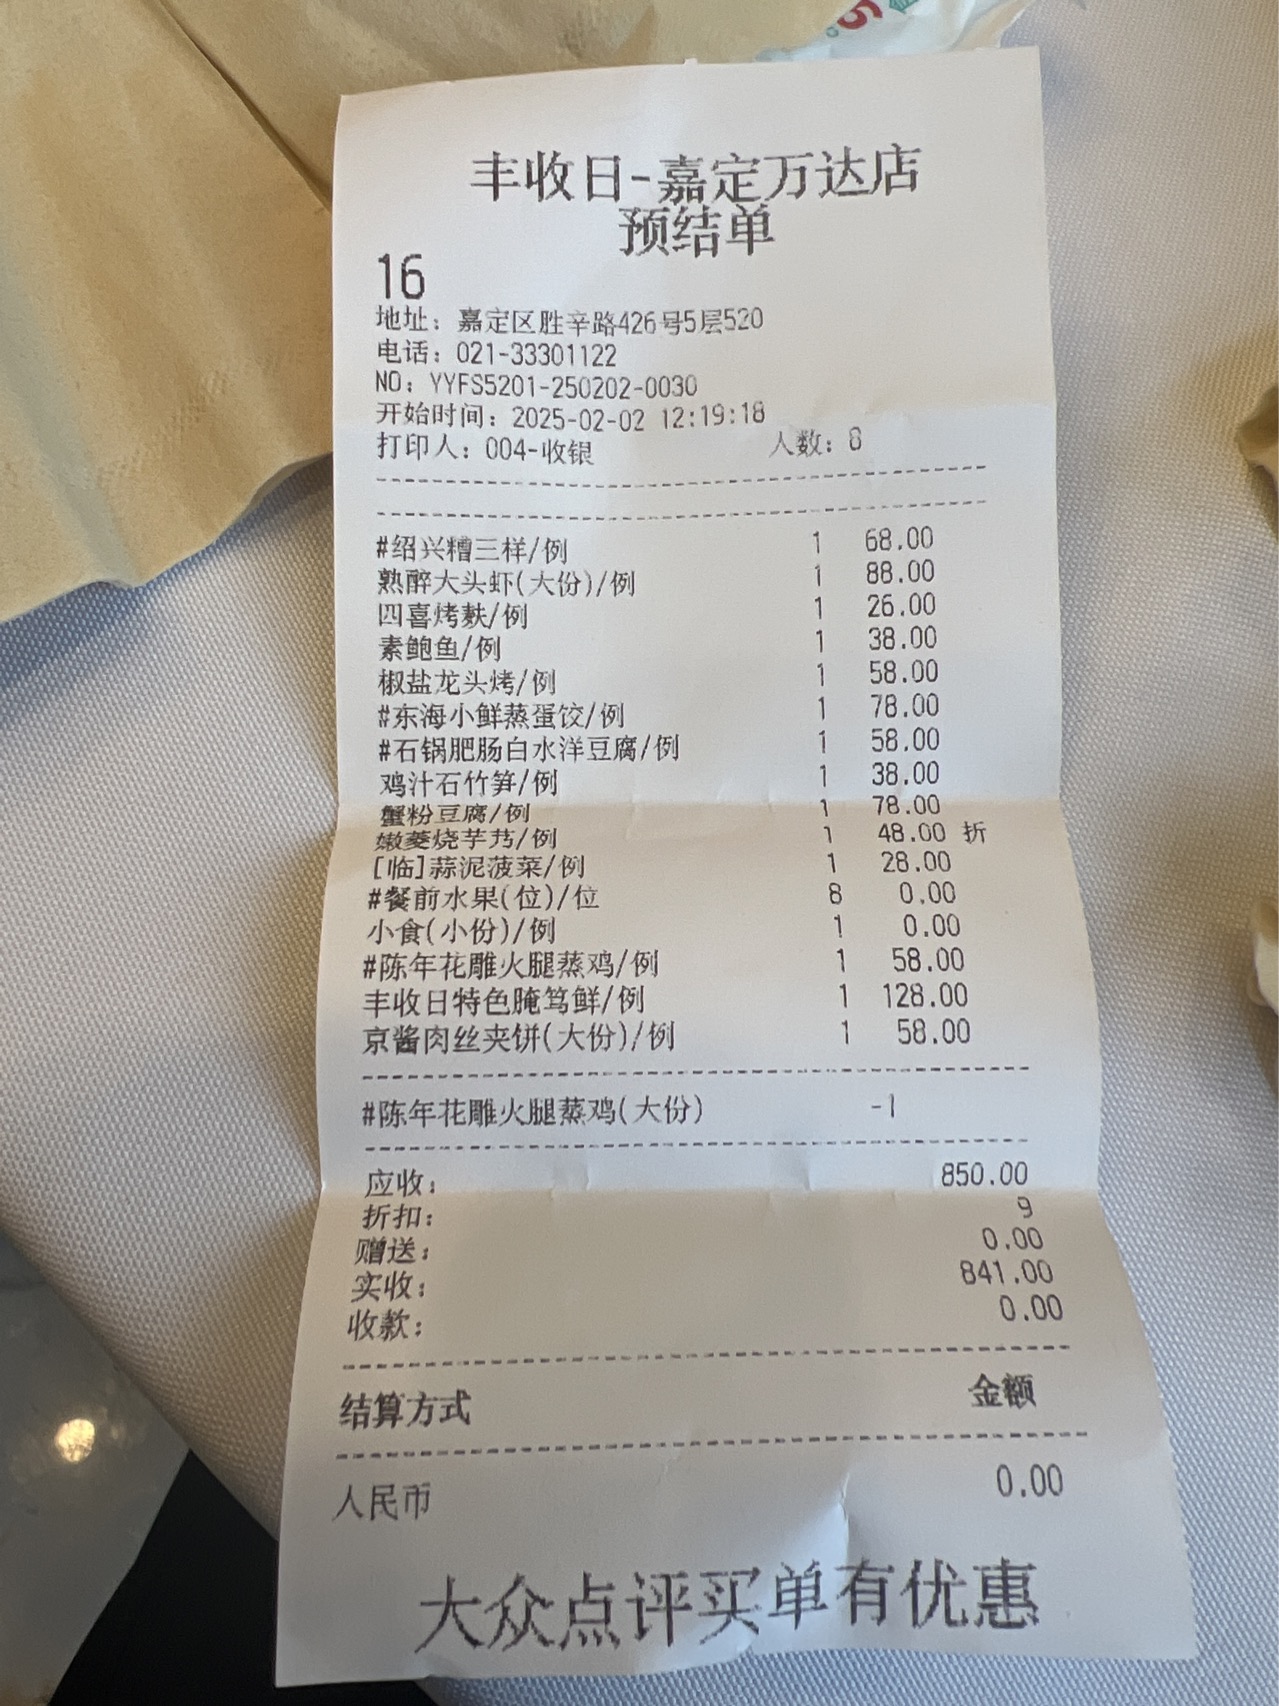 丰收日-嘉定万达店
预结单
16
地址：嘉定区胜辛路426号5层520
电话：021-33301122
NO：YYFS5201-250202-0030
开始时间：2025-02-02 12:19:18
打印人：004-收银 人数：8
#绍兴糟三样/例 1 68.00
熟醉大头虾(大份)/例 1 88.00
四喜烤麸/例 1 26.00
素鲍鱼/例 1 38.00
椒盐龙头烤/例 1 58.00
#东海小鲜蒸蛋饺/例 1 78.00
#石锅肥肠白水洋豆腐/例 1 58.00
鸡汁石竹笋/例 1 38.00
蟹粉豆腐/例 1 78.00
嫩菱烧芋艿/例 1 48.00 折
[临]蒜泥菠菜/例 1 28.00
#餐前水果(位)/位 8 0.00
小食(小份)/例 1 0.00
#陈年花雕火腿蒸鸡/例 1 58.00
丰收日特色腌笃鲜/例 1 128.00
京酱肉丝夹饼(大份)/例 1 58.00
#陈年花雕火腿蒸鸡(大份) -1
应收： 850.00
折扣： 9
赠送： 0.00
实收： 841.00
收款： 0.00
结算方式 金额
人民币 0.00
大众点评买单有优惠